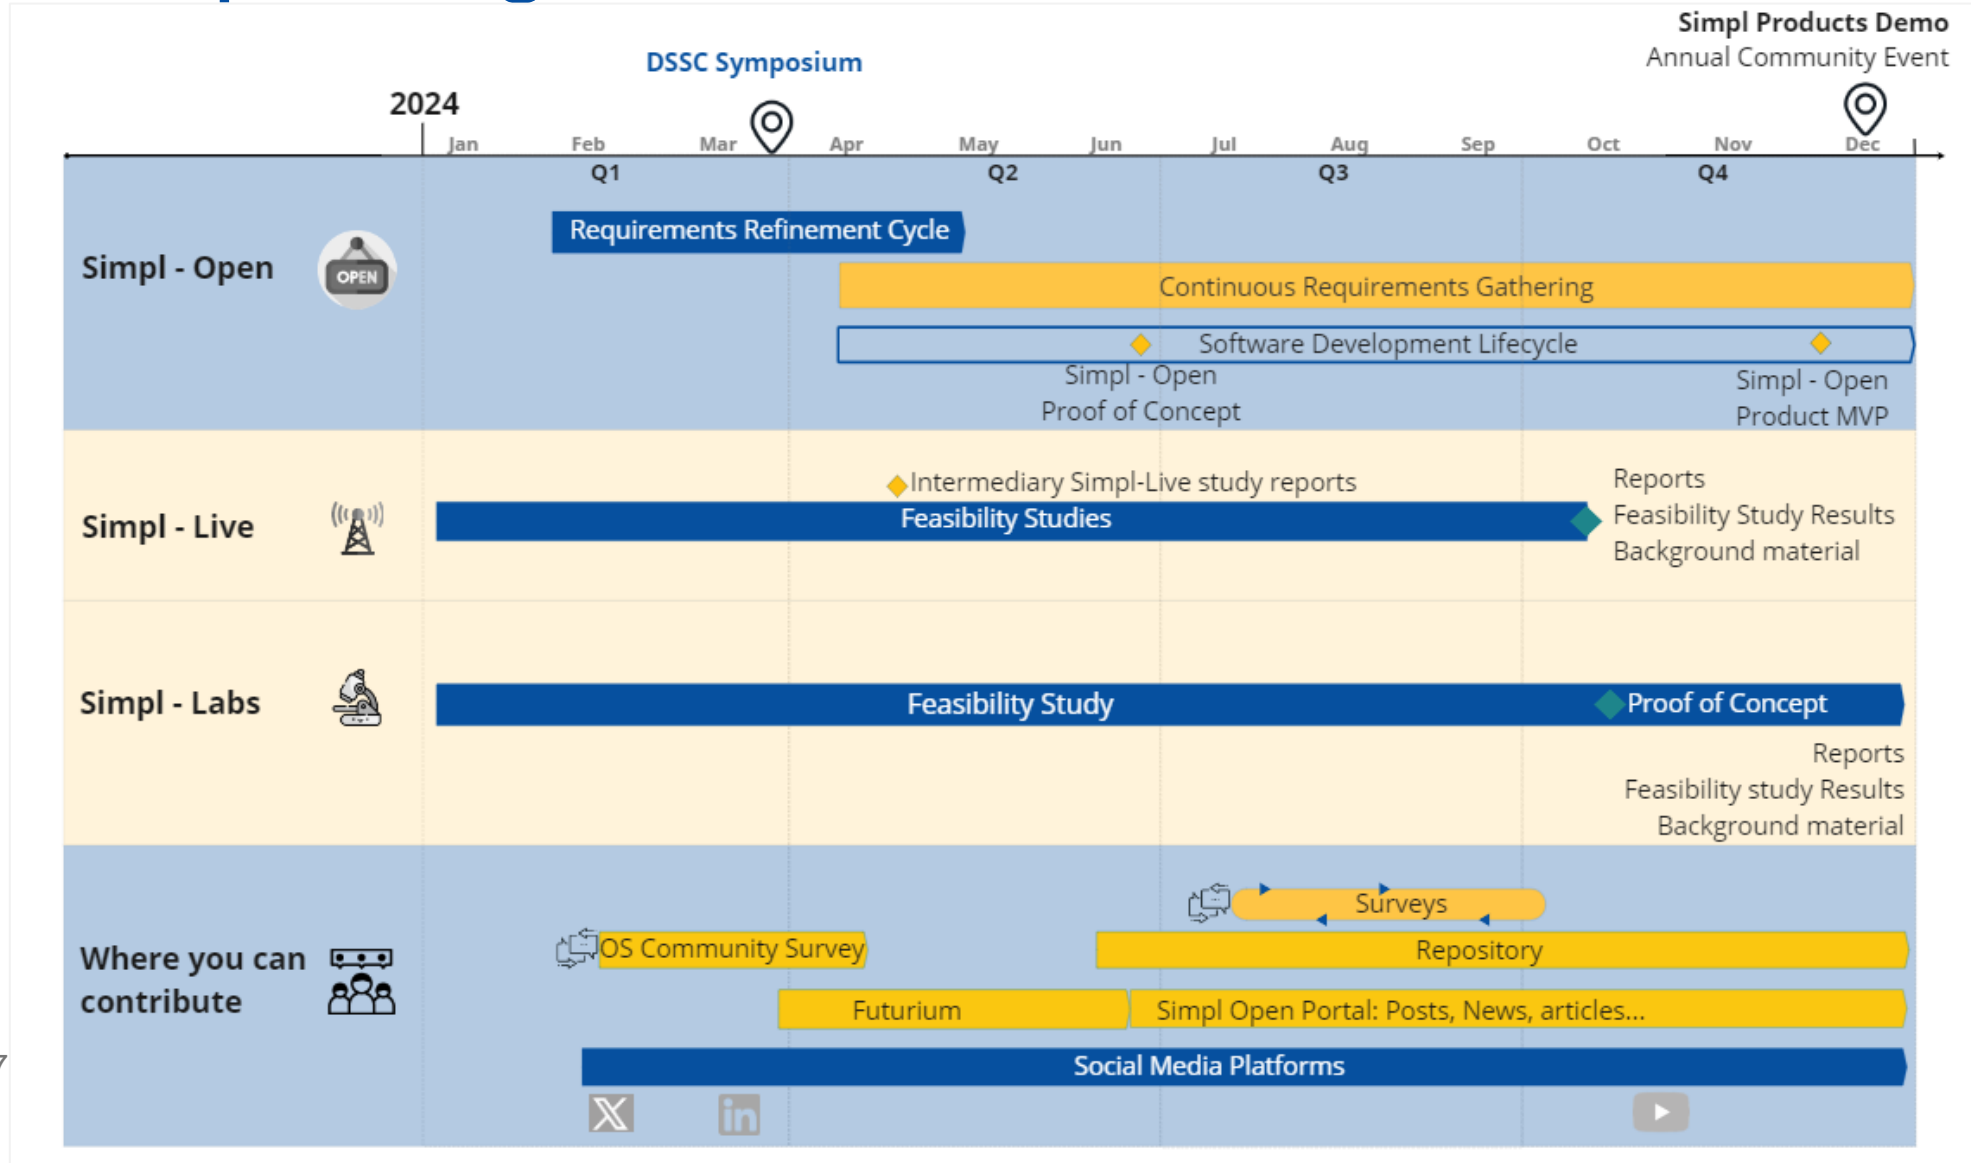 Simpl Products Demo
Annual Community Event
DSSC Symposium
2024
Jan Feb Mar Apr May Jun Jul Aug Sep Oct Nov Dec
Q1 Q2 Q3 Q4
Requirements Refinement Cycle
Simpl - Open
OPEN
Continuous Requirements Gathering
Software Development Lifecycle
Simpl - Open
Proof of Concept
Simpl - Open
Product MVP
Intermediary Simpl-Live study reports
Simpl - Live
Feasibility Studies
Reports
Feasibility Study Results
Background material
Simpl - Labs
Feasibility Study
Proof of Concept
Reports
Feasibility study Results
Background material
Surveys
Where you can
contribute
OS Community Survey
Repository
Futurium
Simpl Open Portal: Posts, News, articles...
Social Media Platforms
X
in